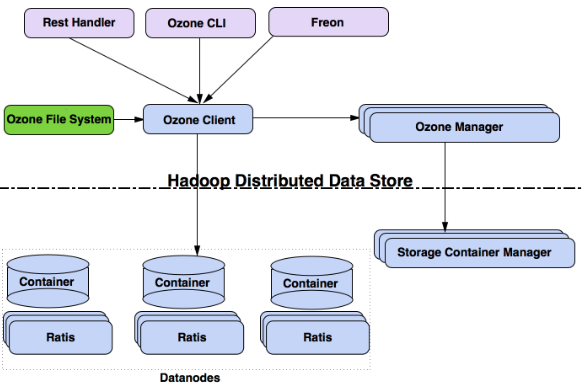 Rest Handler
Ozone CLI
Freon
Ozone File System
Ozone Client
Ozone Manager
Hadoop Distributed Data Store
Storage Container Manager
Container
Container
Container
Ratis
Ratis
Ratis
Datanodes